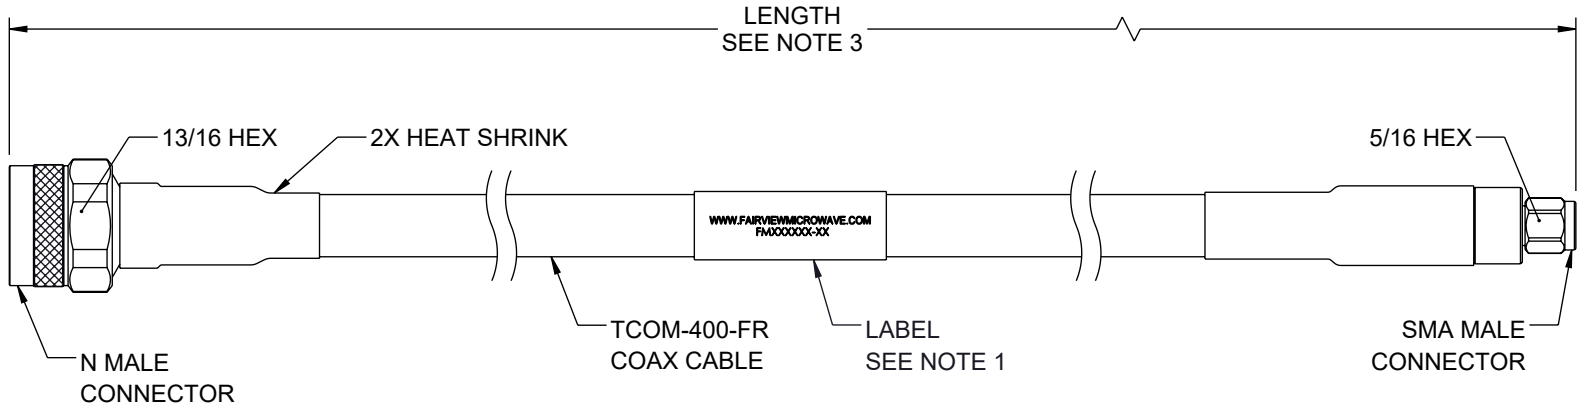 LENGTH
SEE NOTE 3
13/16 HEX
2X HEAT SHRINK
5/16 HEX
WWW.FAIRVIEWMICROWAVE.COM
FMXXXXXX-XX
TCOM-400-FR
COAX CABLE
LABEL
SEE NOTE 1
SMA MALE
CONNECTOR
N MALE
CONNECTOR